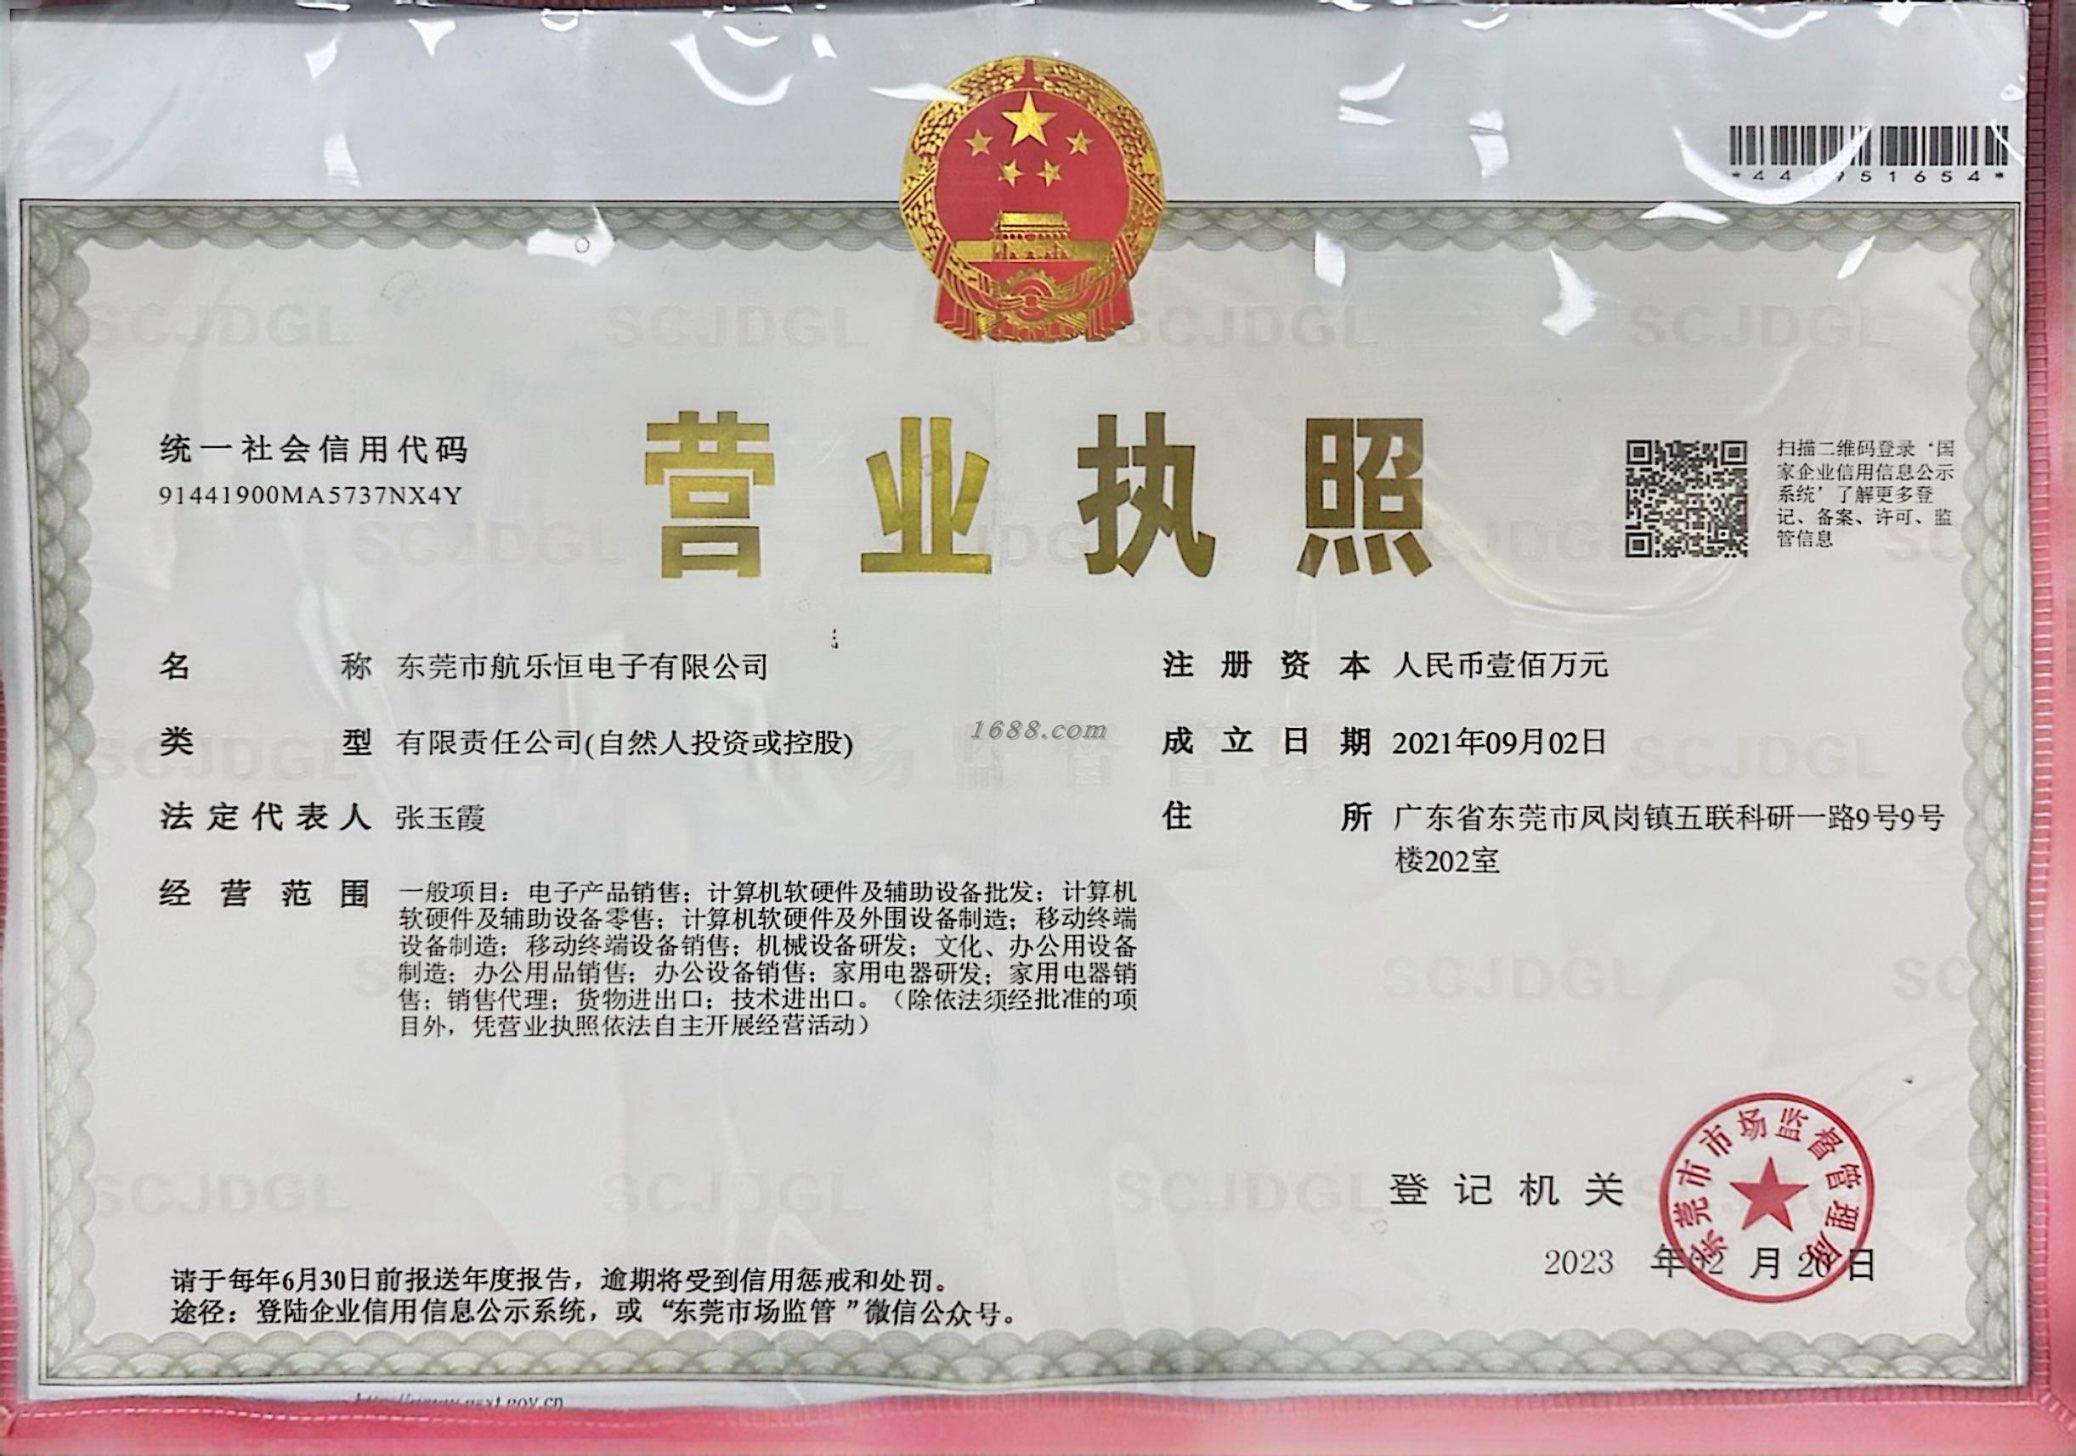 *441951654*
营业执照
统一社会信用代码
91441900MA5737NX4Y
扫描二维码登录‘国
家企业信用信息公示
系统’了解更多登
记、备案、许可、监
管信息
名称 东莞市航乐恒电子有限公司
类型 有限责任公司(自然人投资或控股)
法定代表人 张玉霞
经营范围 一般项目：电子产品销售；计算机软硬件及辅助设备批发；计算机
软硬件及辅助设备零售；计算机软硬件及外围设备制造；移动终端
设备制造；移动终端设备销售；机械设备研发；文化、办公用设备
制造；办公用品销售；办公设备销售；家用电器研发；家用电器销
售；销售代理；货物进出口；技术进出口。（除依法须经批准的项
目外，凭营业执照依法自主开展经营活动）
注册资本 人民币壹佰万元
成立日期 2021年09月02日
住所 广东省东莞市凤岗镇五联科研一路9号9号
楼202室
1688.com
登记机关
东莞市市场监督管理局
2023 年02 月20日
请于每年6月30日前报送年度报告，逾期将受到信用惩戒和处罚。
途径：登陆企业信用信息公示系统，或“东莞市场监管”微信公众号。